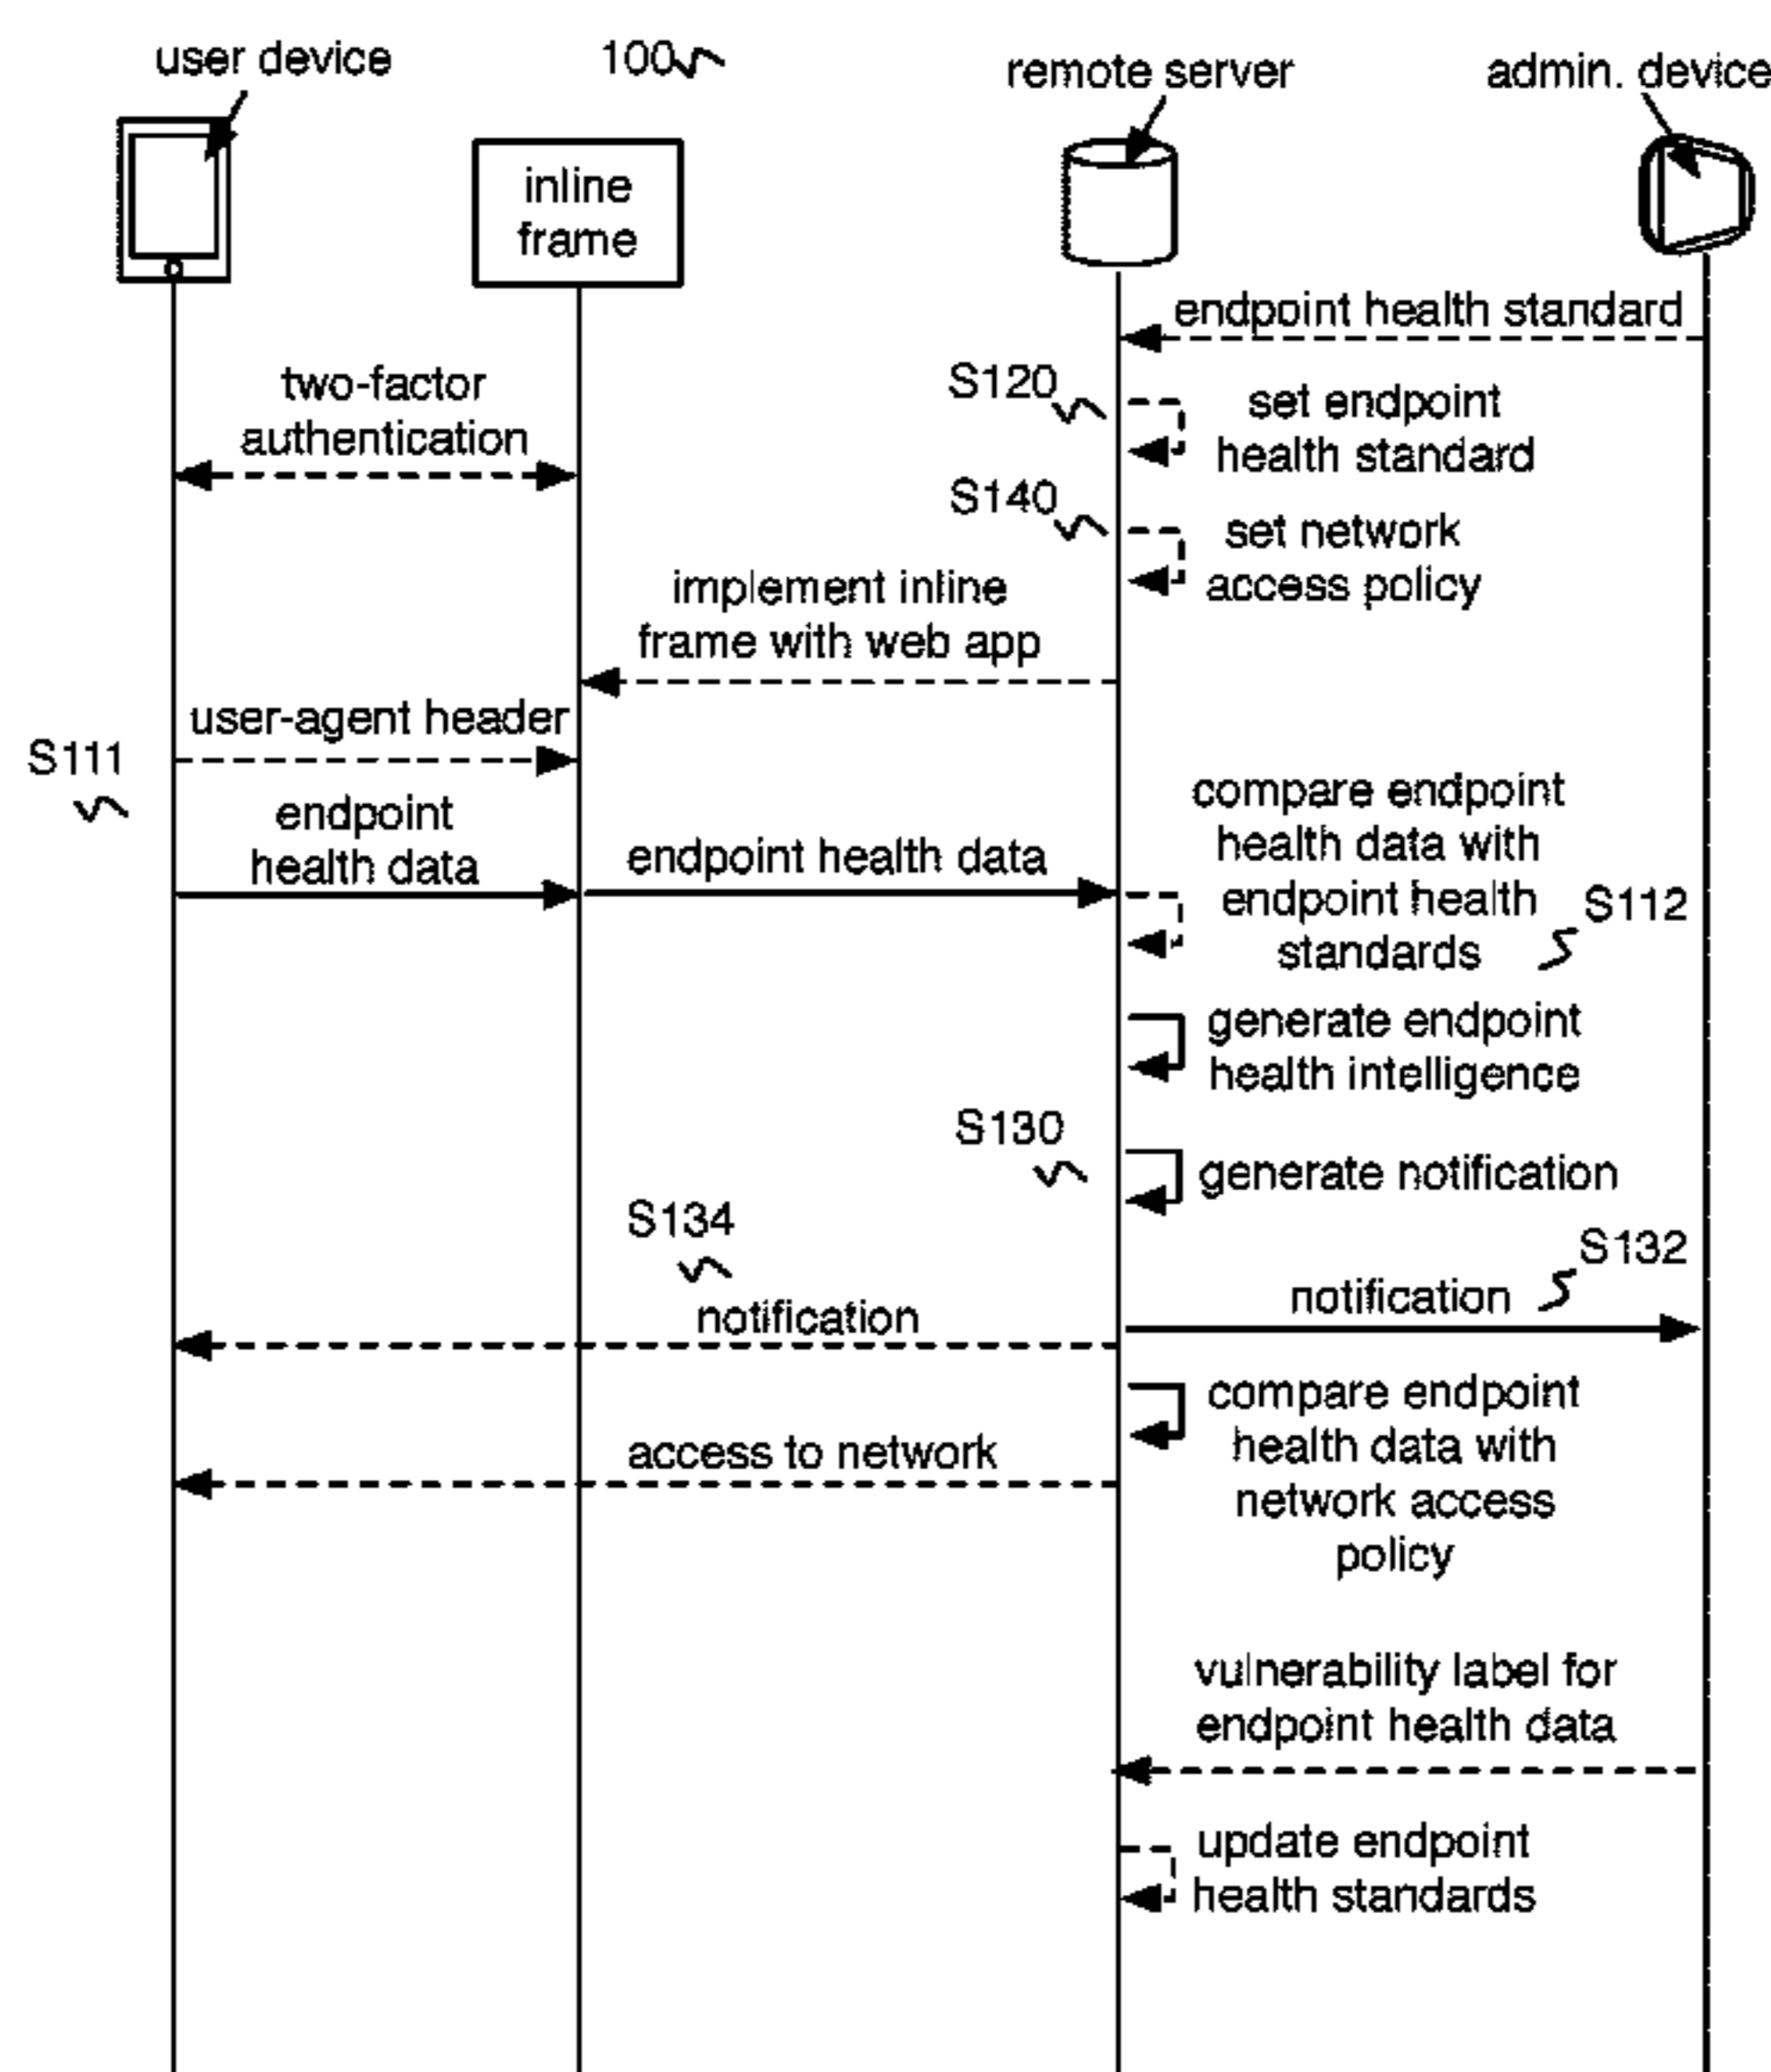 user device
100
remote server
admin. device
inline
frame
endpoint health standard
two-factor
authentication
S120
set endpoint
health standard
S140
set network
access policy
implement inline
frame with web app
user-agent header
S111
endpoint
health data
endpoint health data
compare endpoint
health data with
endpoint health
standards
S112
generate endpoint
health intelligence
S130
generate notification
S134
notification
S132
notification
compare endpoint
health data with
network access
policy
access to network
vulnerability label for
endpoint health data
update endpoint
health standards